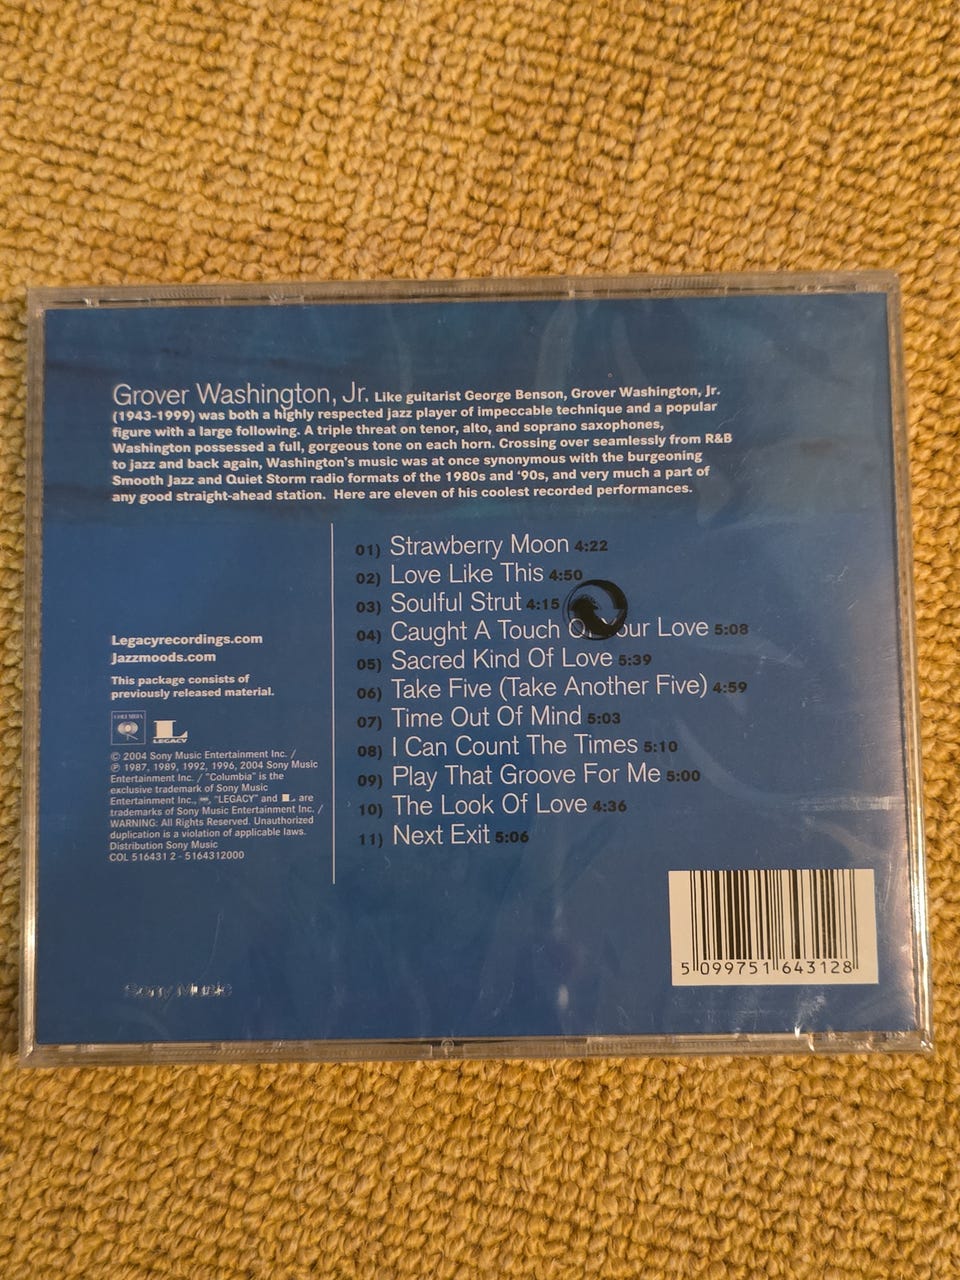 Grover Washington, Jr. Like guitarist George Benson, Grover Washington, Jr.
(1943-1999) was both a highly respected jazz player of impeccable technique and a popular
figure with a large following. A triple threat on tenor, alto, and soprano saxophones,
Washington possessed a full, gorgeous tone on each horn. Crossing over seamlessly from R&B
to jazz and back again, Washington's music was at once synonymous with the burgeoning
Smooth Jazz and Quiet Storm radio formats of the 1980s and '90s, and very much a part of
any good straight-ahead station. Here are eleven of his coolest recorded performances.
01) Strawberry Moon 4:22
02) Love Like This 4:50
03) Soulful Strut 4:15
04) Caught A Touch Of Your Love 5:08
05) Sacred Kind Of Love 5:39
06) Take Five (Take Another Five) 4:59
07) Time Out Of Mind 5:03
08) I Can Count The Times 5:10
09) Play That Groove For Me 5:00
10) The Look Of Love 4:36
11) Next Exit 5:06
Legacyrecordings.com
Jazzmoods.com
This package consists of
previously released material.
COLUMBIA
L
LEGACY
© 2004 Sony Music Entertainment Inc. /
℗ 1987, 1989, 1992, 1996, 2004 Sony Music
Entertainment Inc. / "Columbia" is the
exclusive trademark of Sony Music
Entertainment Inc., "LEGACY" and L are
trademarks of Sony Music Entertainment Inc. /
WARNING: All Rights Reserved. Unauthorized
duplication is a violation of applicable laws.
Distribution Sony Music
COL 516431 2 - 5164312000
Sony Music
5 099751 643128